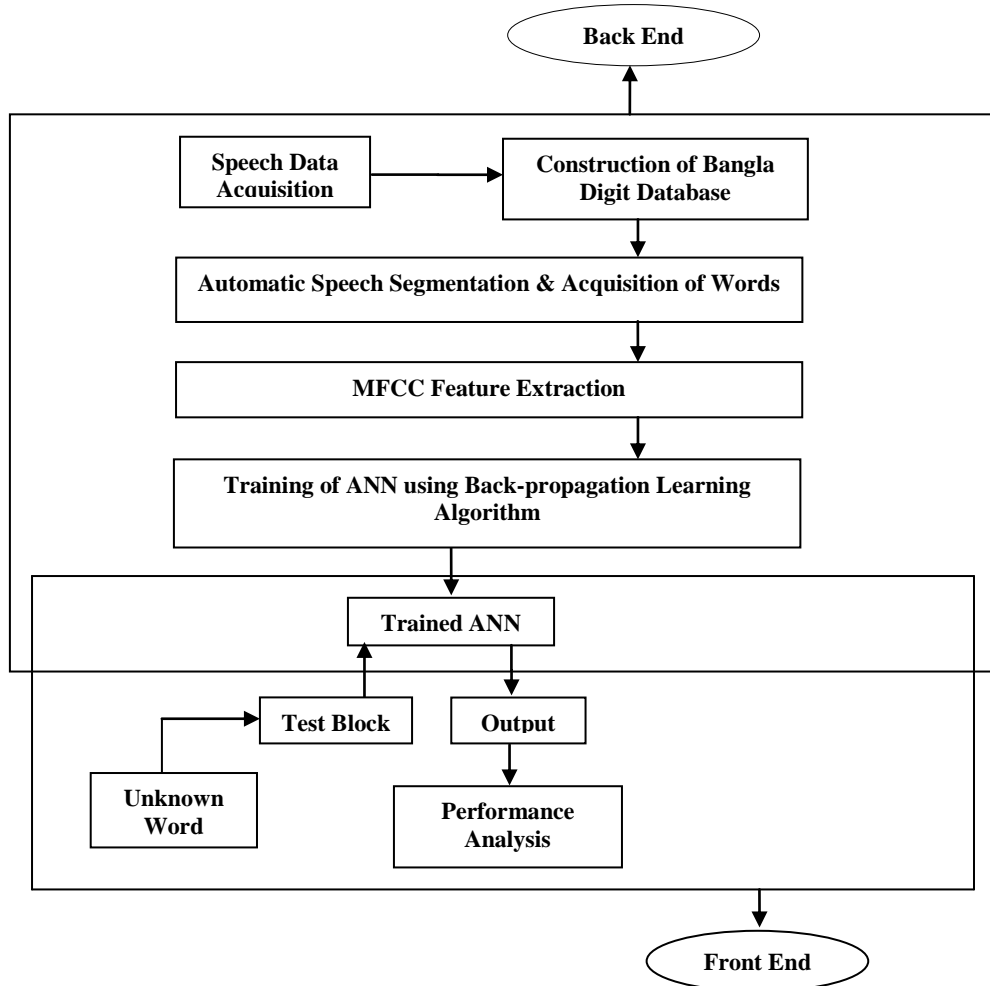 Back End
Speech Data
Acquisition
Construction of Bangla
Digit Database
Automatic Speech Segmentation & Acquisition of Words
MFCC Feature Extraction
Training of ANN using Back-propagation Learning
Algorithm
Trained ANN
Test Block
Output
Unknown
Word
Performance
Analysis
Front End